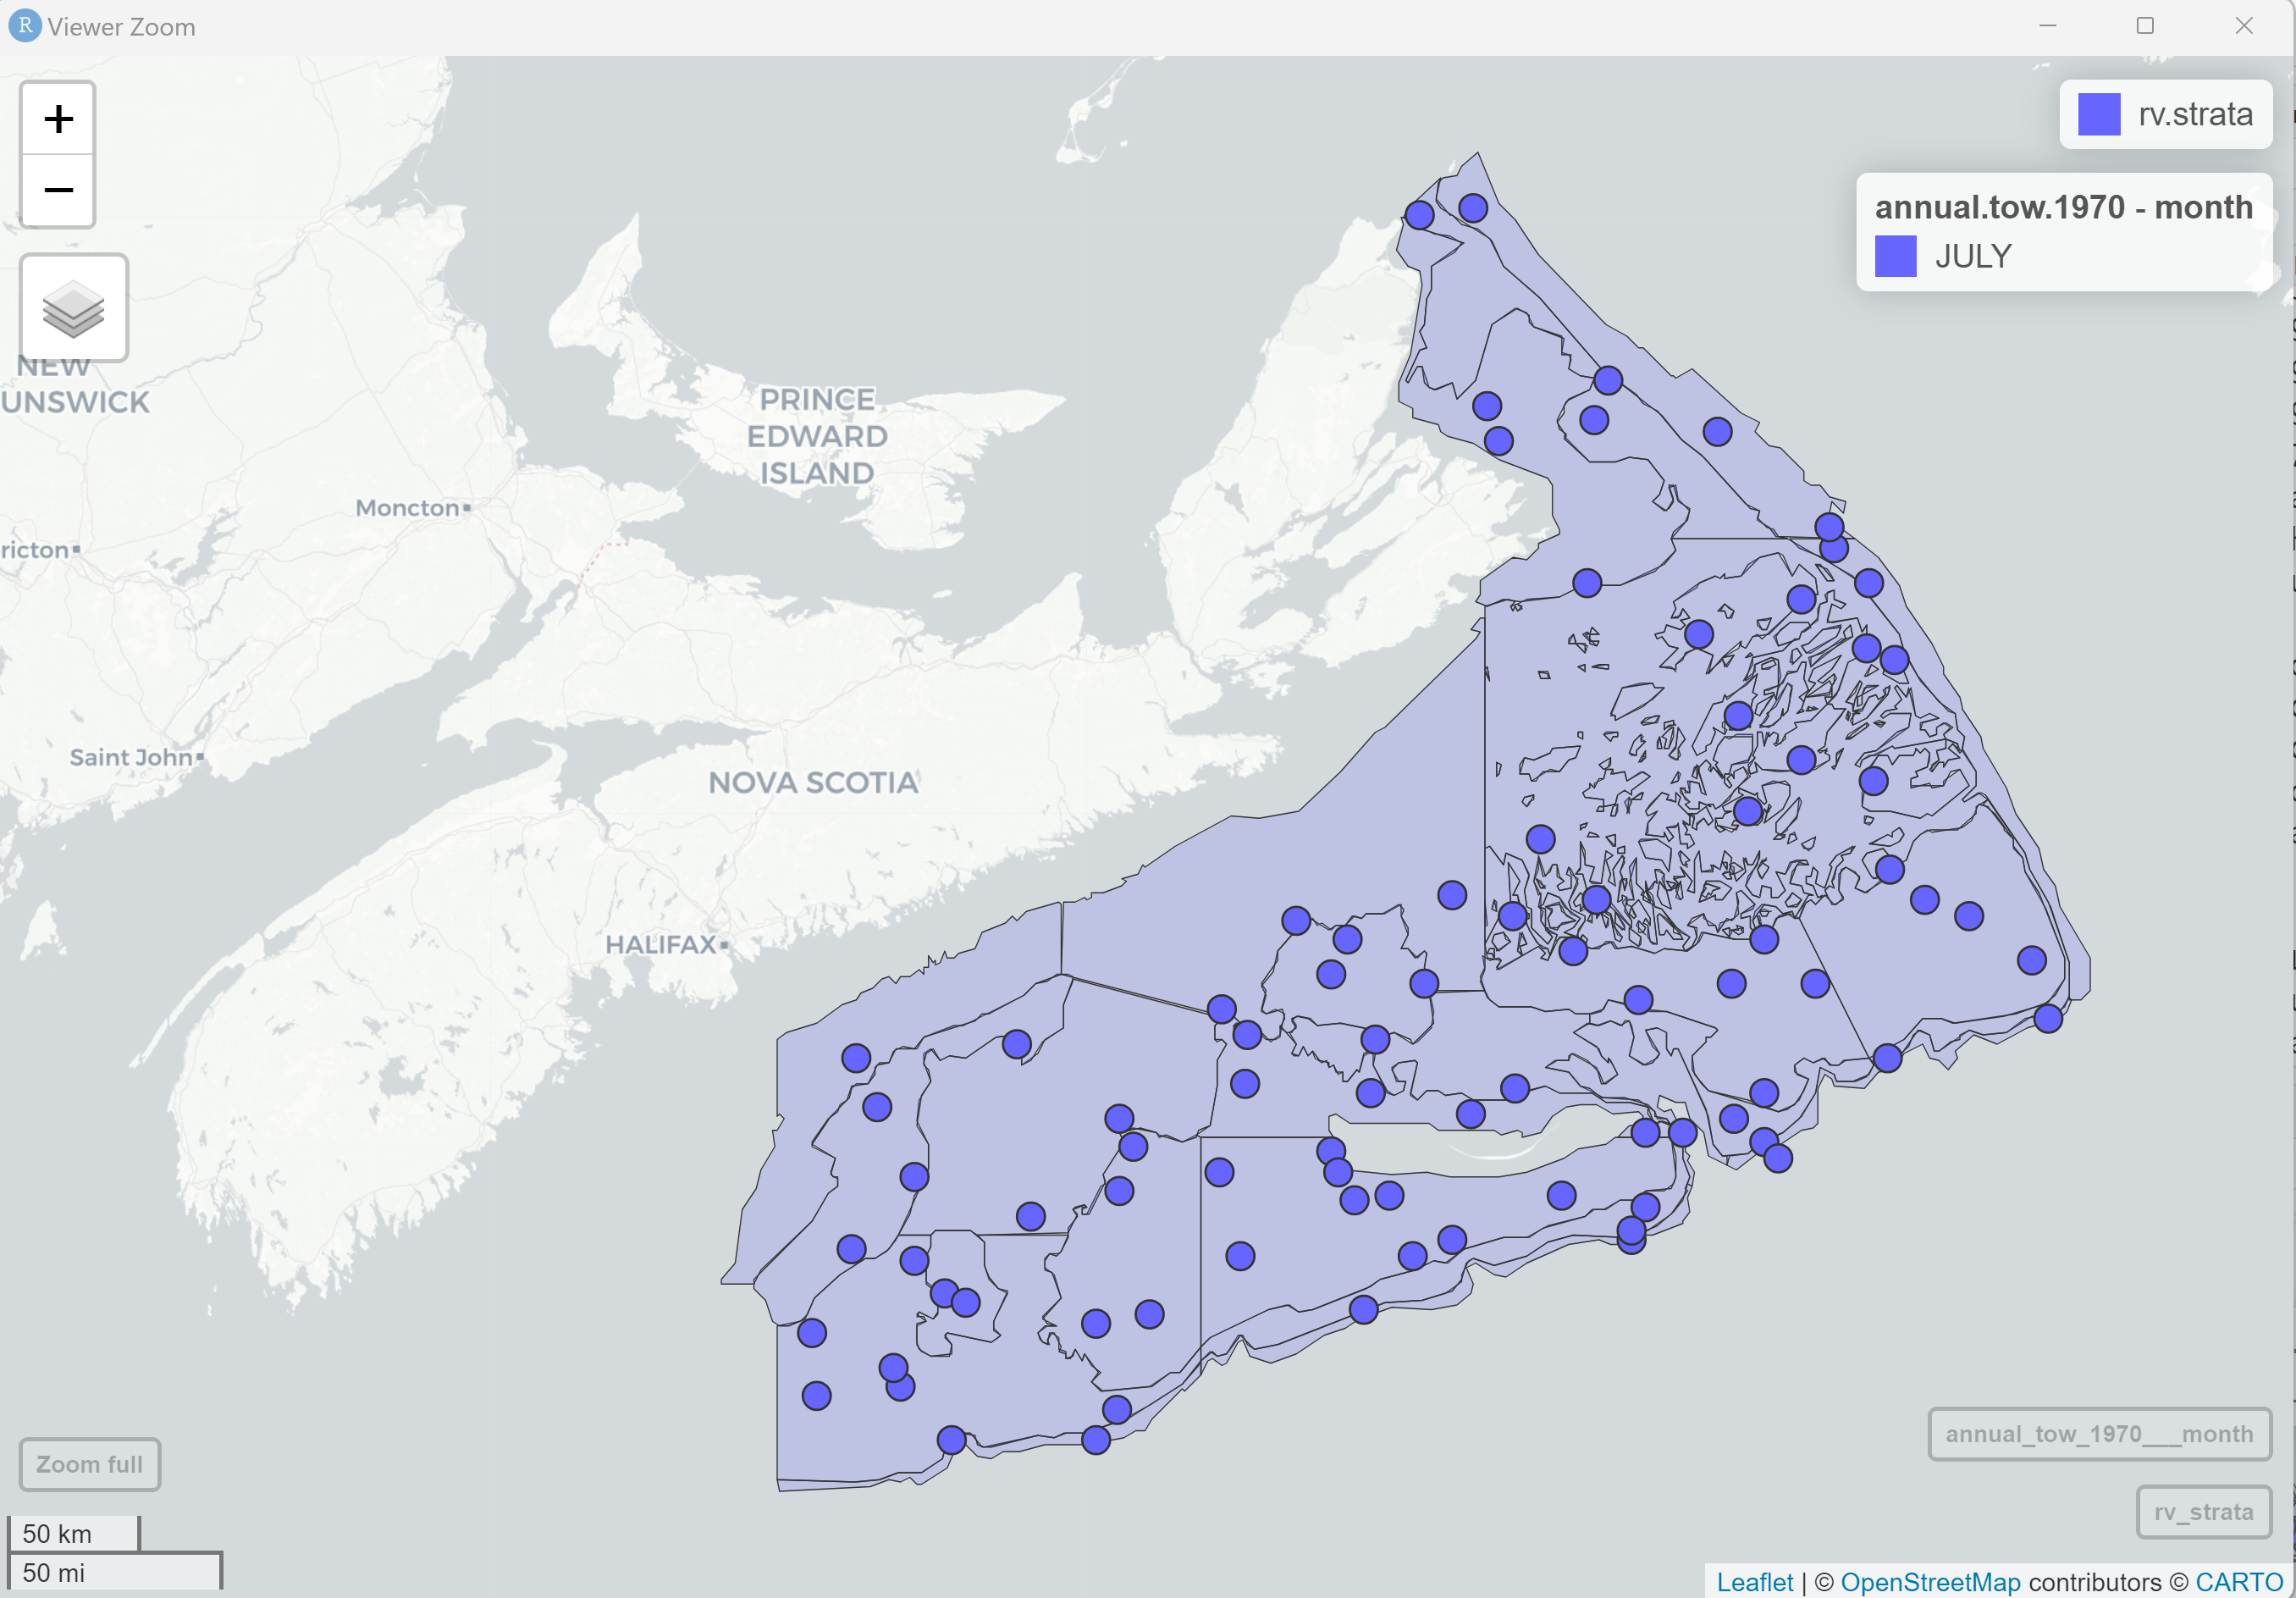 R Viewer Zoom
+
−
rv.strata
annual.tow.1970 - month
JULY
NEW
UNSWICK
PRINCE
EDWARD
ISLAND
Moncton
ricton
Saint John
NOVA SCOTIA
HALIFAX
annual_tow_1970___month
Zoom full
rv_strata
50 km
50 mi
Leaflet | © OpenStreetMap contributors © CARTO